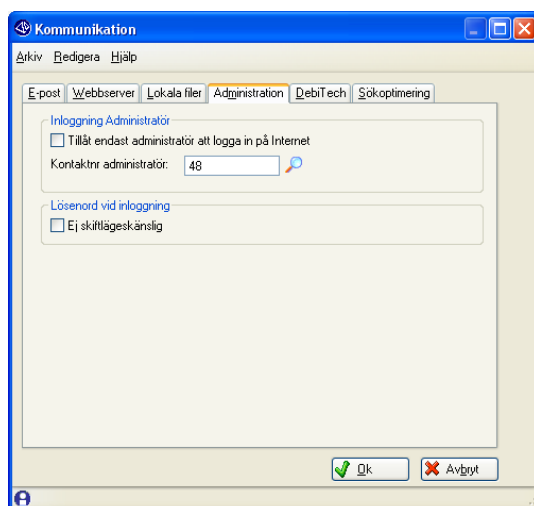 Kommunikation
Arkiv Redigera Hjälp
E-post Webbserver Lokala filer Administration DebiTech Sökoptimering
Inloggning Administratör
Tillåt endast administratör att logga in på Internet
Kontaktnr administratör: 48
Lösenord vid inloggning
Ej skiftlägeskänslig
Ok Avbryt